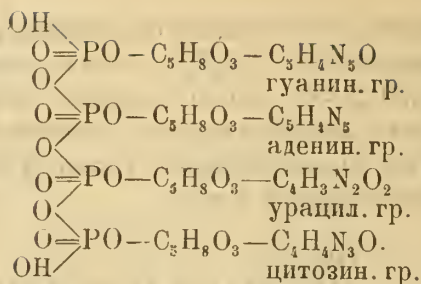 OH
O=PO — C₅H₈O₃ — C₅H₄N₅O
гуанин. гр.
O
O=PO — C₅H₈O₃ — C₅H₄N₅
аденин. гр.
O
O=PO — C₅H₈O₃ — C₄H₃N₂O₂
урацил. гр.
O
O=PO — C₅H₈O₃ — C₄H₄N₃O.
OH
цитозин. гр.